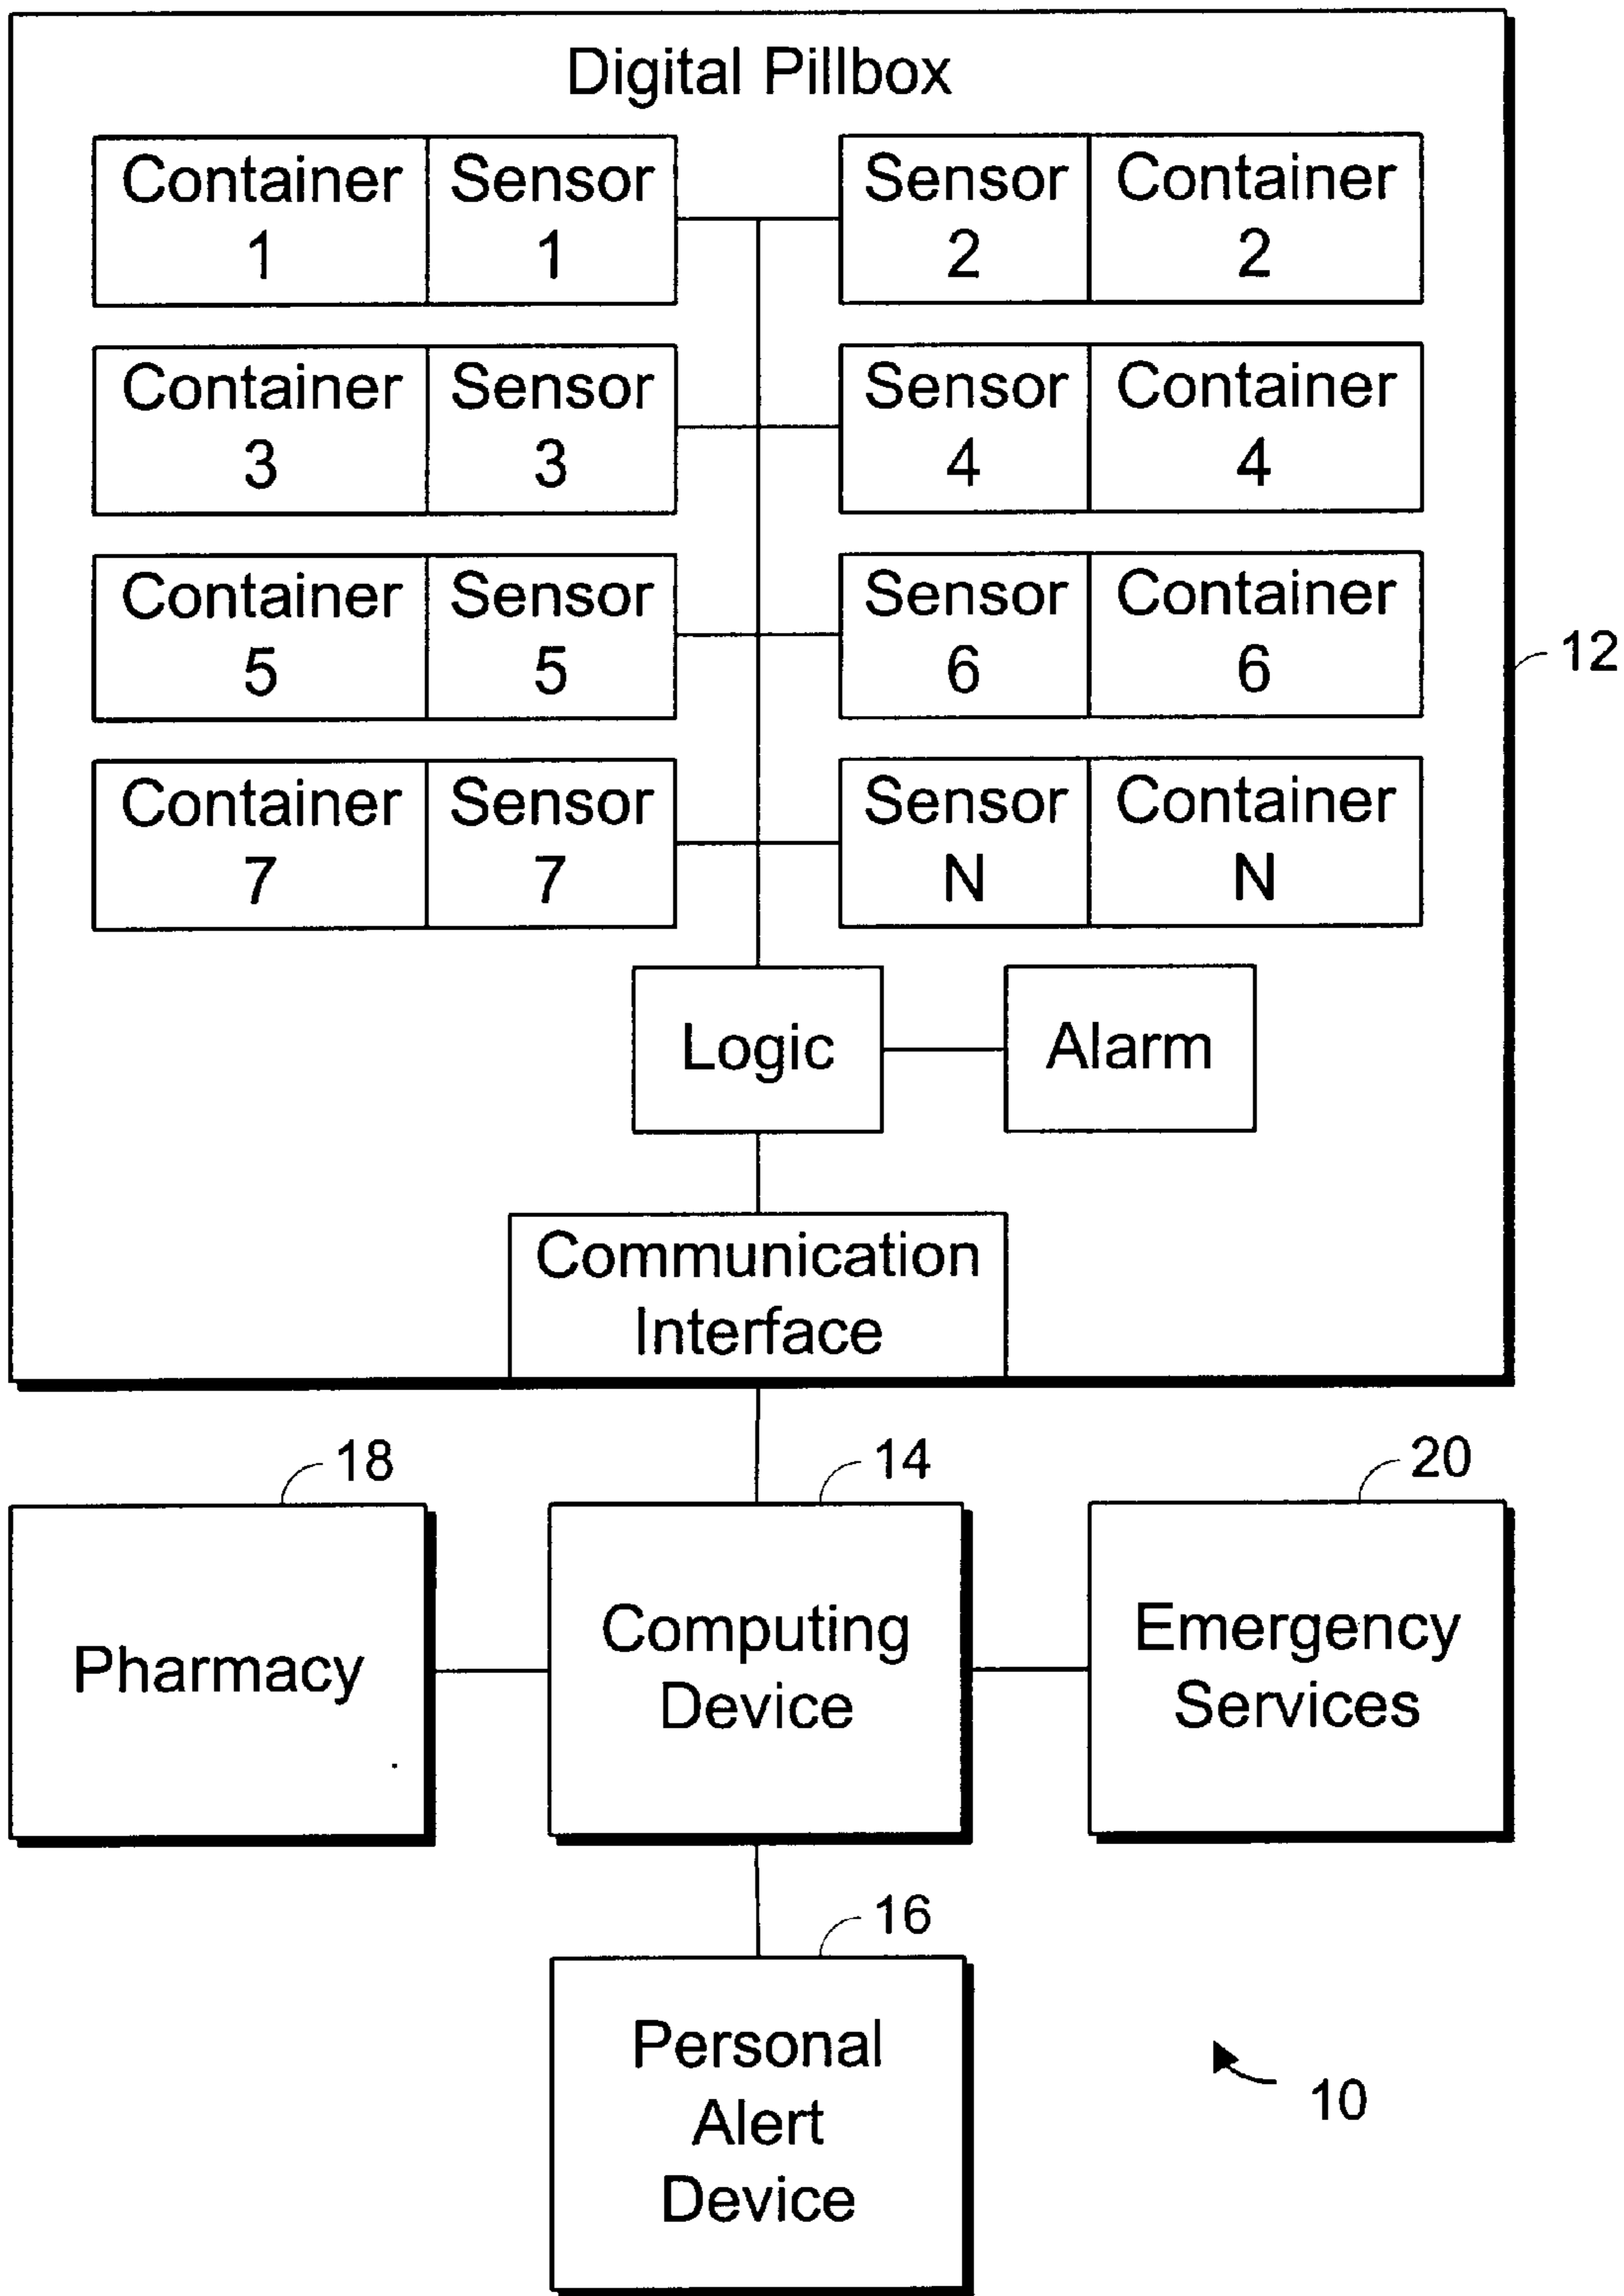 Digital Pillbox
Container Sensor Sensor Container
1 1 2 2
Container Sensor Sensor Container
3 3 4 4
Container Sensor Sensor Container
5 5 6 6
12
Container Sensor Sensor Container
7 7 N N
Logic Alarm
Communication
Interface
18 14 20
Pharmacy
Computing
Device
Emergency
Services
16
Personal
Alert
Device
10